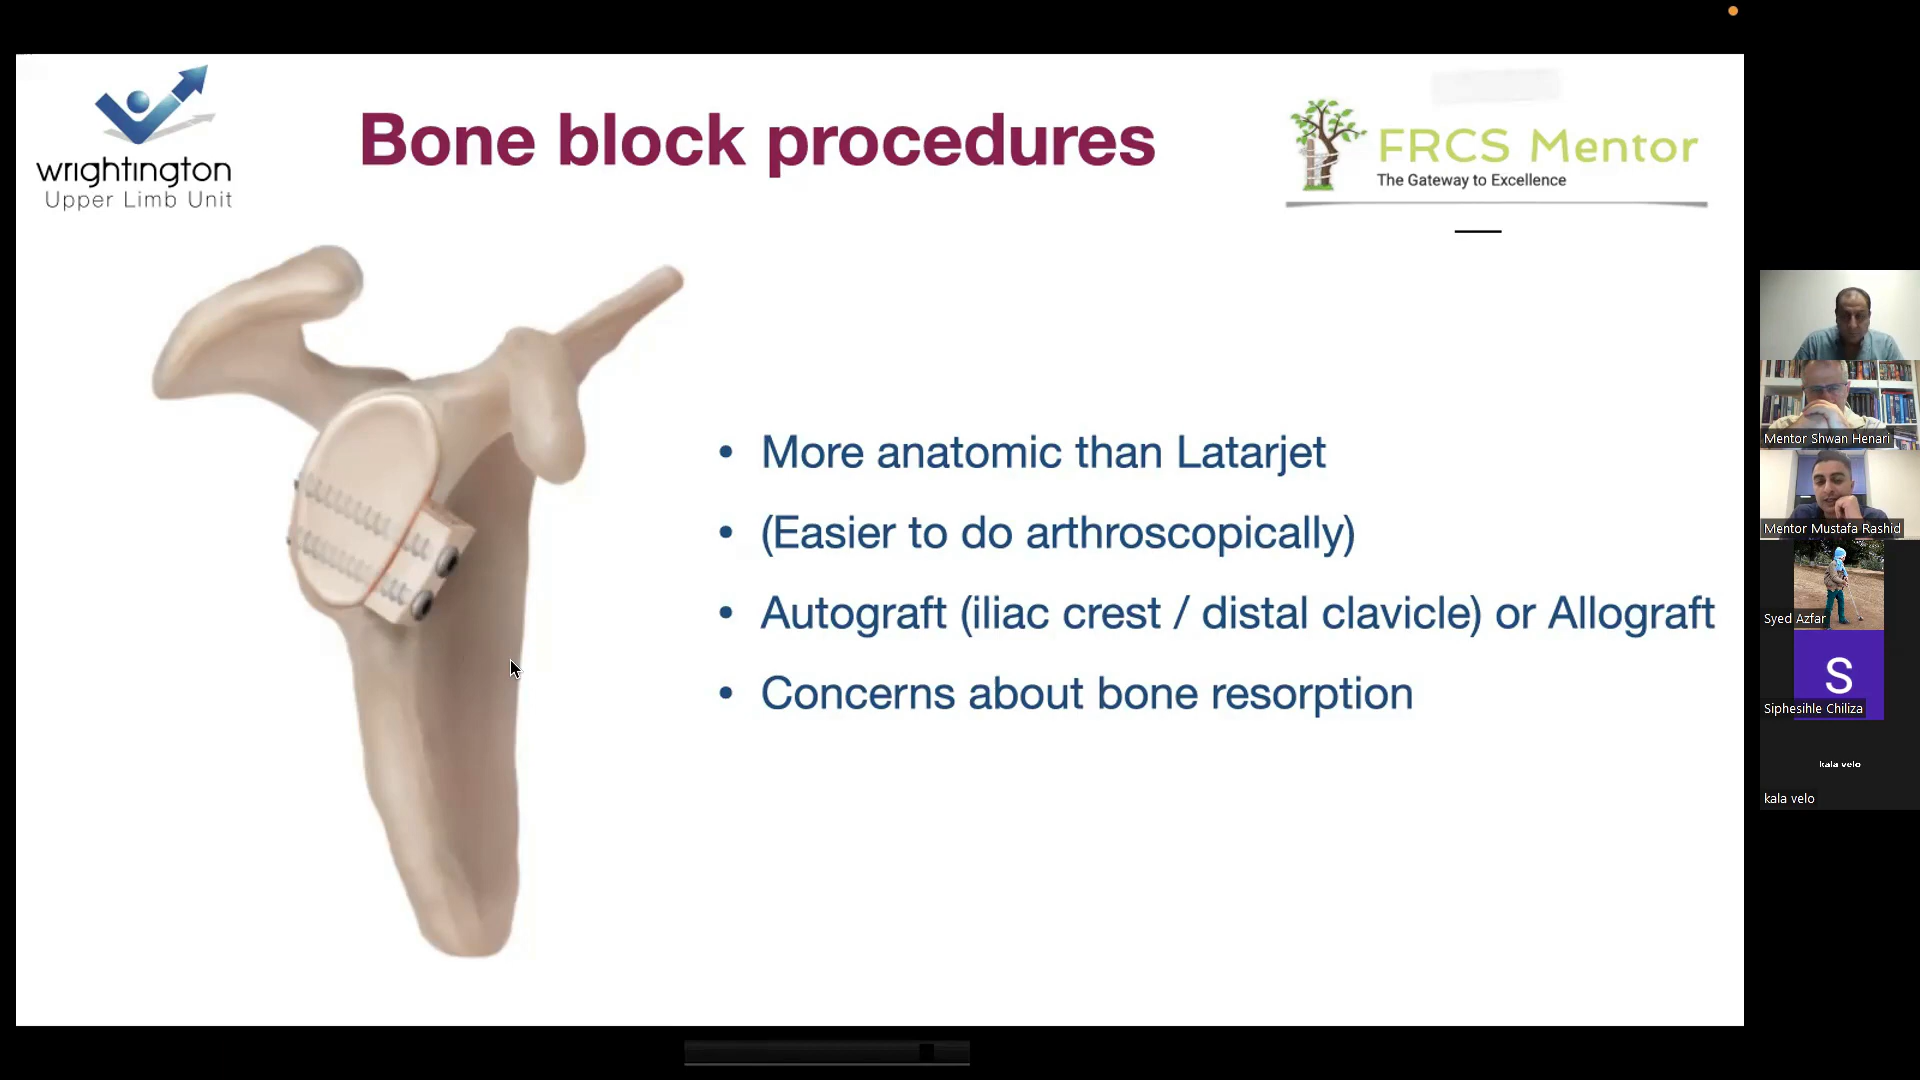 wrightington
Upper Limb Unit
Bone block procedures
FRCS Mentor
The Gateway to Excellence
• More anatomic than Latarjet
• (Easier to do arthroscopically)
• Autograft (iliac crest / distal clavicle) or Allograft
• Concerns about bone resorption
Mentor Shwan Henari
Mentor Mustafa Rashid
Syed Azfar
S
Siphesihle Chiliza
kala velo
kala velo